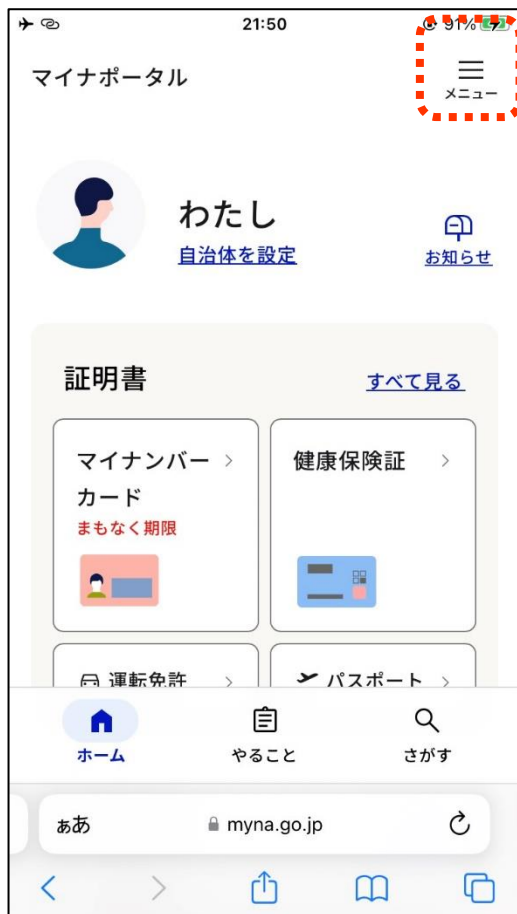 21:50
91%
マイナポータル
メニュー
わたし
自治体を設定
お知らせ
証明書
すべて見る
マイナンバー
カード
まもなく期限
健康保険証
運転免許
パスポート
ホーム
やること
さがす
ぁあ
myna.go.jp